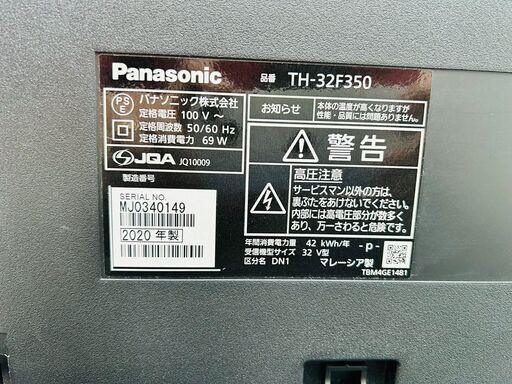 Panasonic
品番 TH-32F350
PS
E
パナソニック株式会社
定格電圧 100 V ～
定格周波数 50/60 Hz
定格消費電力 69 W
JQA JQ10009
製造番号
SERIAL NO.
MJ0340149
2020 年製
お知らせ
本体の温度が高くなりますが
性能・品質には問題ありません。
警告
高圧注意
サービスマン以外の方は、
裏ぶたをあけないでください。
内部には高電圧部分が数多く
あり、万一さわると危険です。
年間消費電力量 42 kWh/年
受信機型サイズ 32 V型
区分名 DN1
-p-
マレーシア製
TBM4GE1481